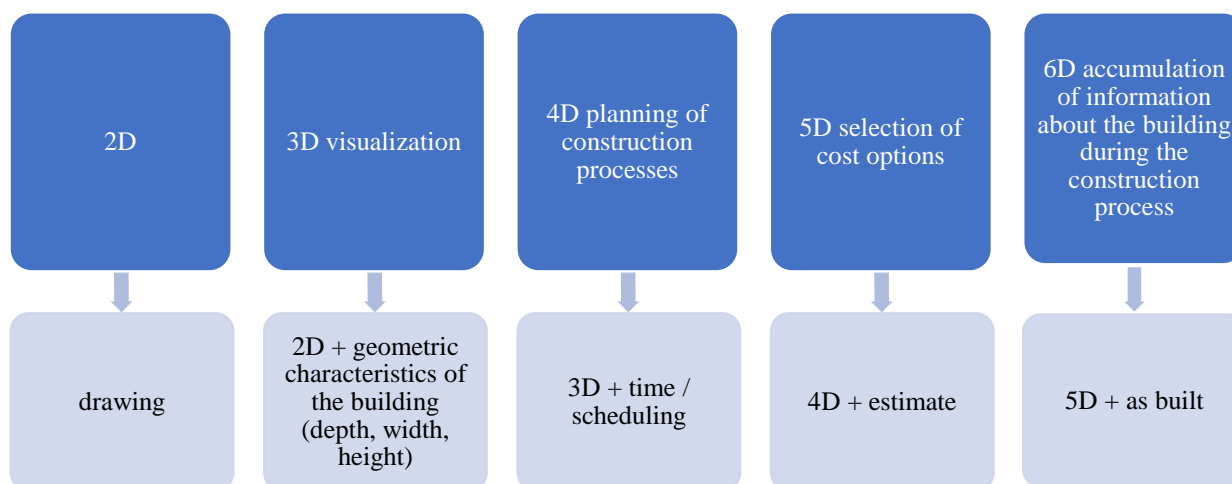 2D
3D visualization
4D planning of
construction
processes
5D selection of
cost options
6D accumulation
of information
about the building
during the
construction
process
drawing
2D + geometric
characteristics of
the building
(depth, width,
height)
3D + time /
scheduling
4D + estimate
5D + as built